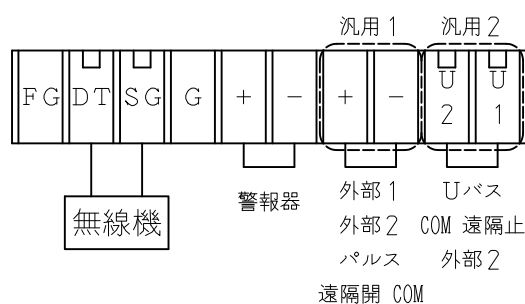 汎用1 汎用2
FG DT SG G + - + - U2 U1
無線機
警報器
外部1 Uバス
外部2 COM 遠隔止
パルス 外部2
遠隔開 COM